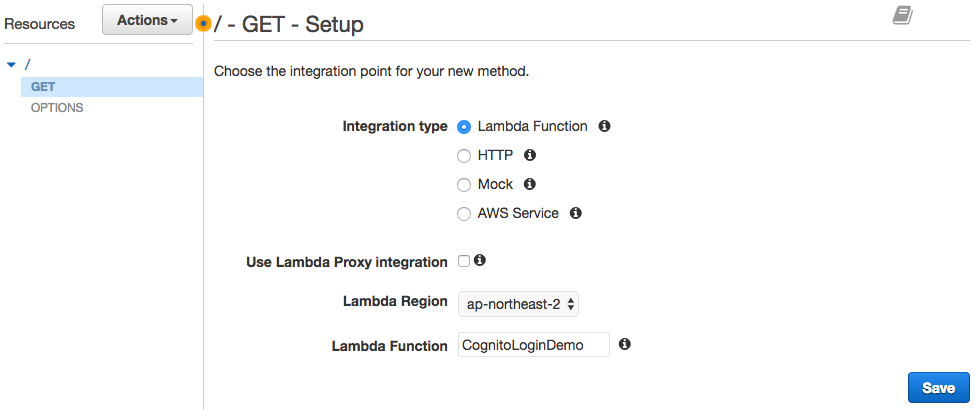 Resources
Actions
/ - GET - Setup
/
GET
OPTIONS
Choose the integration point for your new method.
Integration type
Lambda Function
HTTP
Mock
AWS Service
Use Lambda Proxy integration
Lambda Region
ap-northeast-2
Lambda Function
CognitoLoginDemo
Save